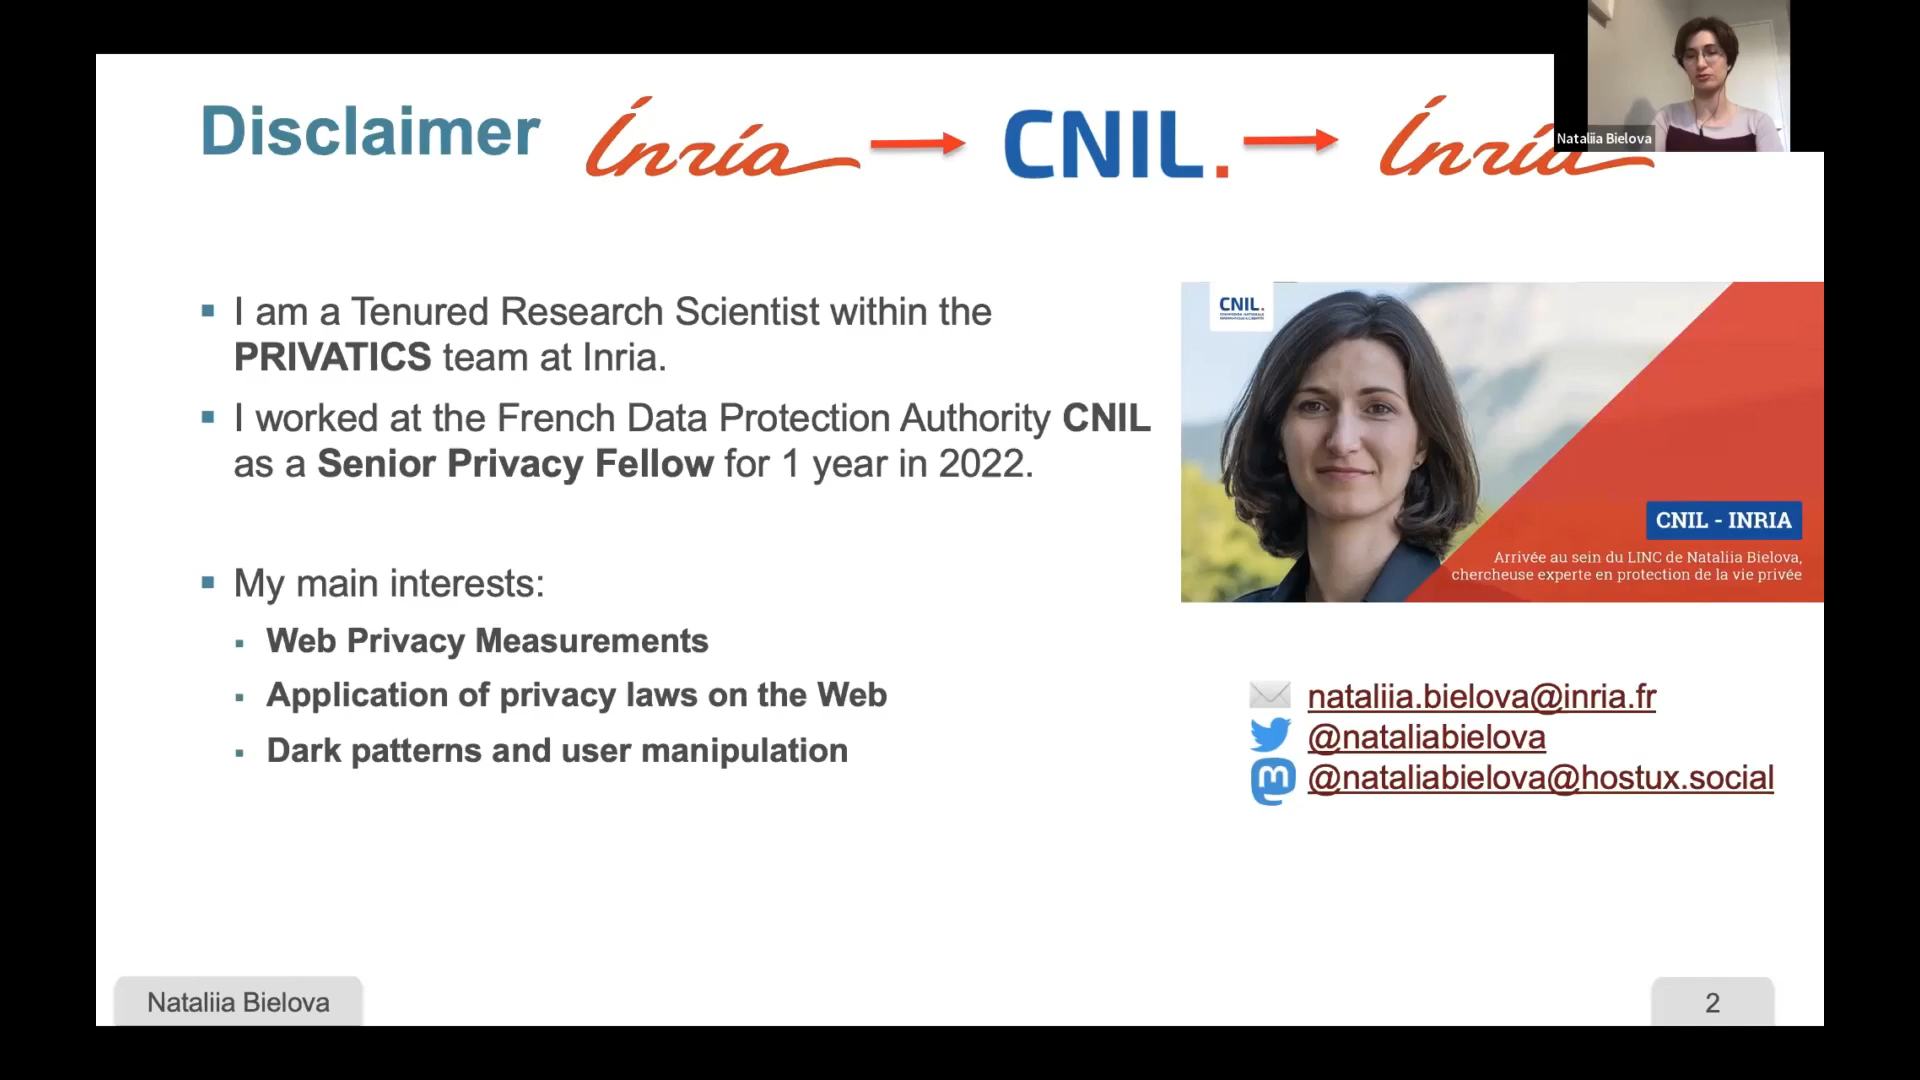 Disclaimer Inría CNIL. Inría
Nataliia Bielova
I am a Tenured Research Scientist within the
PRIVATICS team at Inria.
I worked at the French Data Protection Authority CNIL
as a Senior Privacy Fellow for 1 year in 2022.
My main interests:
Web Privacy Measurements
Application of privacy laws on the Web
Dark patterns and user manipulation
CNIL.
CNIL - INRIA
Arrivée au sein du LINC de Nataliia Bielova,
chercheuse experte en protection de la vie privée
nataliia.bielova@inria.fr
@nataliabielova
@nataliabielova@hostux.social
Nataliia Bielova
2